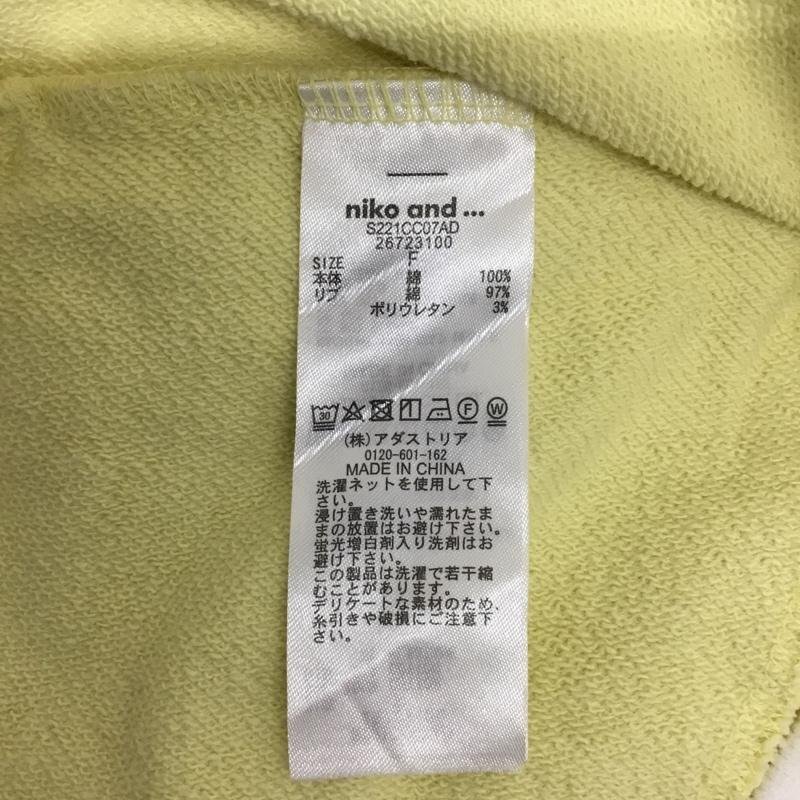 niko and ...
S221CC07AD
26723100
SIZE F
本体 綿 100%
リブ 綿 97%
ポリウレタン 3%
30 F W
(株)アダストリア
0120-601-162
MADE IN CHINA
洗濯ネットを使用して下
さい。
浸け置き洗いや濡れたま
まの放置はお避け下さい。
蛍光増白剤入り洗剤はお
避け下さい。
この製品は洗濯で若干縮
むことがあります。
デリケートな素材のため、
糸引きや破損にご注意下
さい。